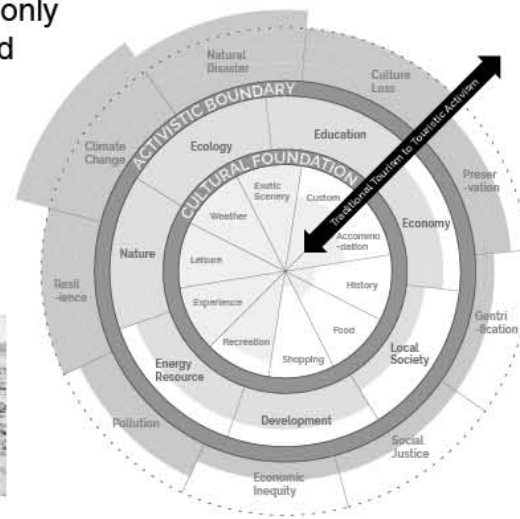 only
d
Natural
Disaster
Culture
Loss
Climate
Change
ACTIVISTIC BOUNDARY
Traditional Tourism to Touristic Activism
Ecology
Education
Preser
-vation
CULTURAL FOUNDATION
Exotic
Scenery
Custom
Weather
Economy
Accommo
-dation
Nature
Leisure
History
Resili
-ience
Experience
Food
Gentri
-fication
Recreation
Shopping
Local
Society
Energy
Resource
Development
Pollution
Social
Justice
Economic
Inequity